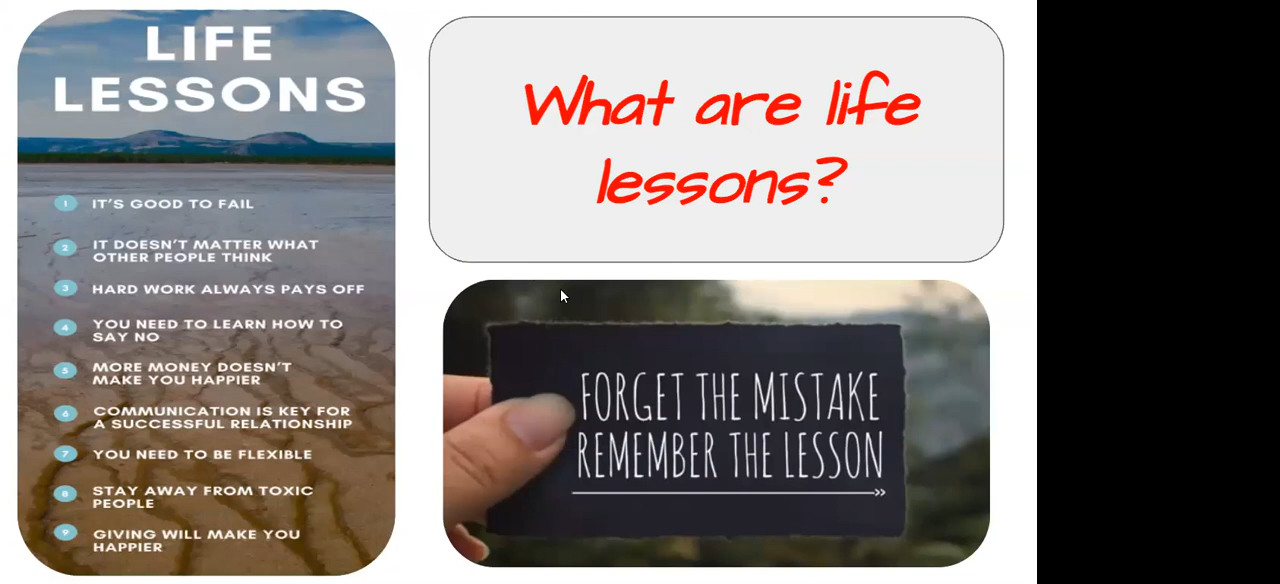 LIFE
LESSONS
1 IT'S GOOD TO FAIL
2 IT DOESN'T MATTER WHAT
OTHER PEOPLE THINK
3 HARD WORK ALWAYS PAYS OFF
4 YOU NEED TO LEARN HOW TO
SAY NO
5 MORE MONEY DOESN'T
MAKE YOU HAPPIER
6 COMMUNICATION IS KEY FOR
A SUCCESSFUL RELATIONSHIP
7 YOU NEED TO BE FLEXIBLE
8 STAY AWAY FROM TOXIC
PEOPLE
9 GIVING WILL MAKE YOU
HAPPIER
What are life
lessons?
FORGET THE MISTAKE
REMEMBER THE LESSON